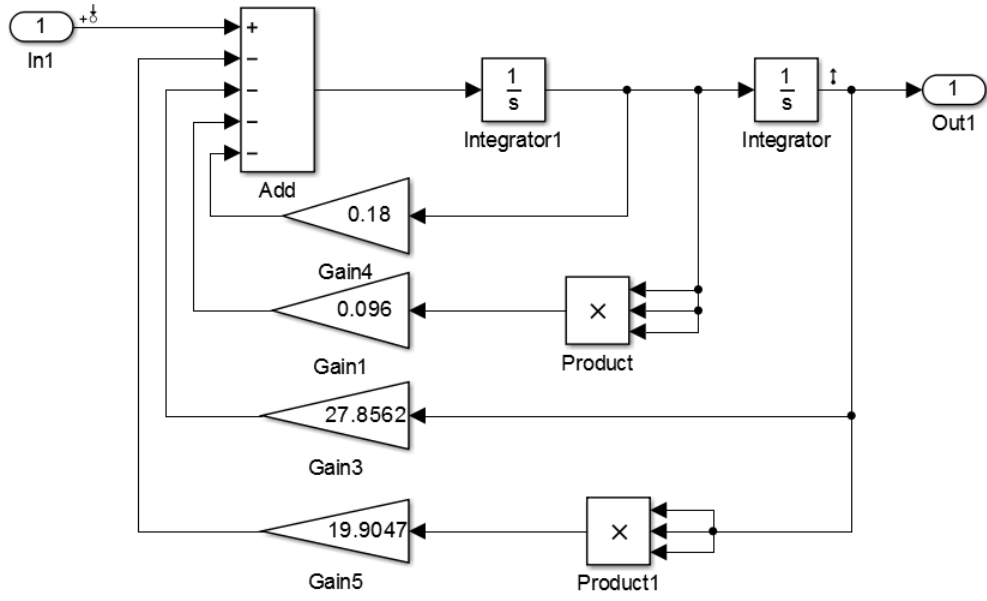 1
In1
+
−
−
−
−
Add
1
s
Integrator1
1
s
Integrator
1
Out1
0.18
Gain4
0.096
Gain1
×
Product
27.8562
Gain3
19.9047
Gain5
×
Product1